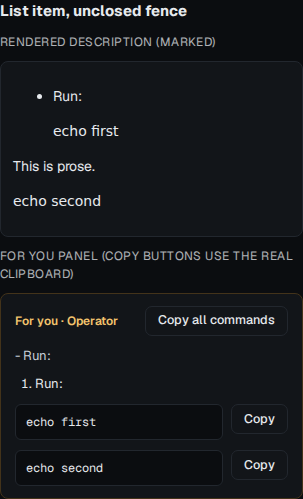 List item, unclosed fence
RENDERED DESCRIPTION (MARKED)
• Run:
echo first
This is prose.
echo second
FOR YOU PANEL (COPY BUTTONS USE THE REAL
CLIPBOARD)
For you · Operator
Copy all commands
- Run:
1. Run:
echo first
Copy
echo second
Copy